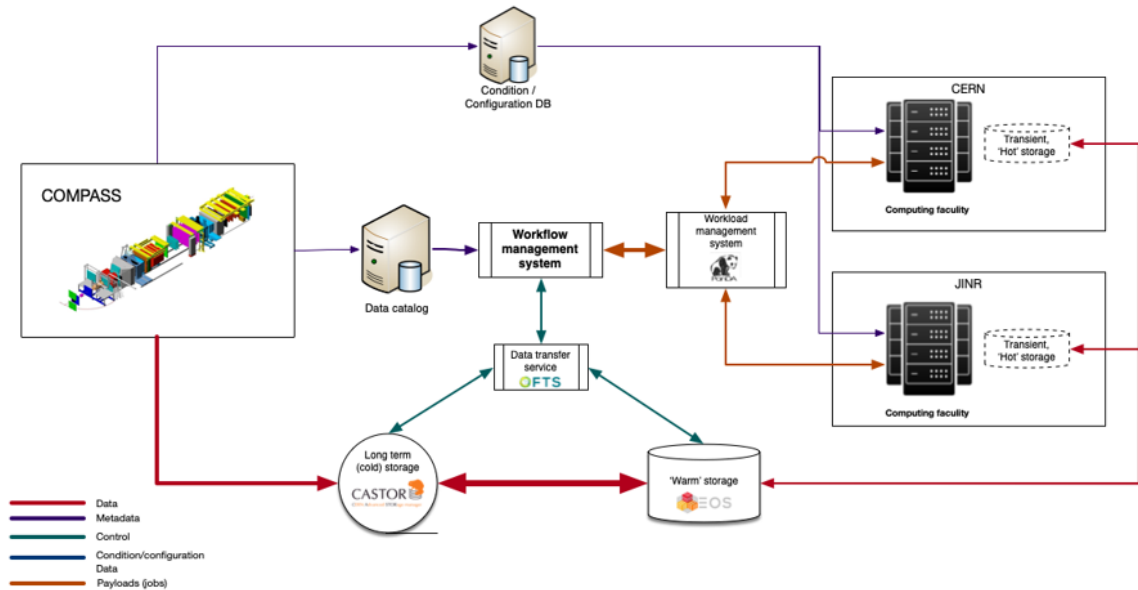 Condition /
Configuration DB
CERN
Transient,
'Hot' storage
Computing faculty
COMPASS
Workflow
management
system
Workload
management
system
PanDA
Data catalog
JINR
Transient,
'Hot' storage
Computing faculty
Data transfer
service
FTS
Long term
(cold) storage
CASTOR
'Warm' storage
EOS
Data
Metadata
Control
Condition/configuration
Data
Payloads (jobs)